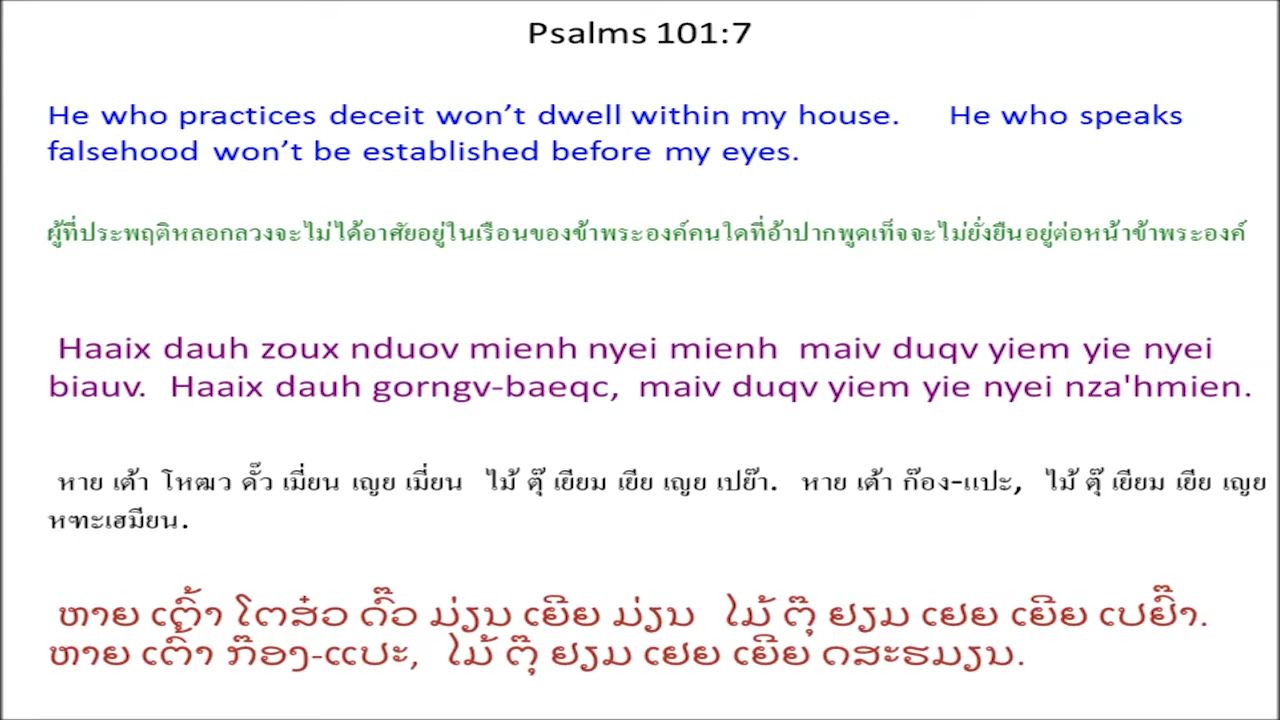 Psalms 101:7
He who practices deceit won’t dwell within my house. He who speaks
falsehood won’t be established before my eyes.
ผู้ที่ประพฤติหลอกลวงจะไม่ได้อาศัยอยู่ในเรือนของข้าพระองค์คนใดที่อ้าปากพูดเท็จจะไม่ยั่งยืนอยู่ต่อหน้าข้าพระองค์
Haaix dauh zoux nduov mienh nyei mienh maiv duqv yiem yie nyei
biauv. Haaix dauh gorngv-baeqc, maiv duqv yiem yie nyei nza'hmien.
หาย เต้า โหฒว ดั๊ว เมี่ยน เญย เมี่ยน ไม้ ตุ๊ เยียม เยีย เญย เปย๊า. หาย เต้า ก๊อง-แปะ, ไม้ ตุ๊ เยียม เยีย เญย
หฑะเฮมียน.
ຫາຍ ເຕົ້າ ໂຕສ໋ວ ດົ໊ວ ມ່ຽນ ເຍີຍ ມ່ຽນ ໄມ້ ຕຸ໊ ຢຽມ ເຢຍ ເຍີຍ ເປຢົ໊າ.
ຫາຍ ເຕົ້າ ກ໊ອງ-ແປະ, ໄມ້ ຕຸ໊ ຢຽມ ເຢຍ ເຍີຍ ດສະຮມຽນ.